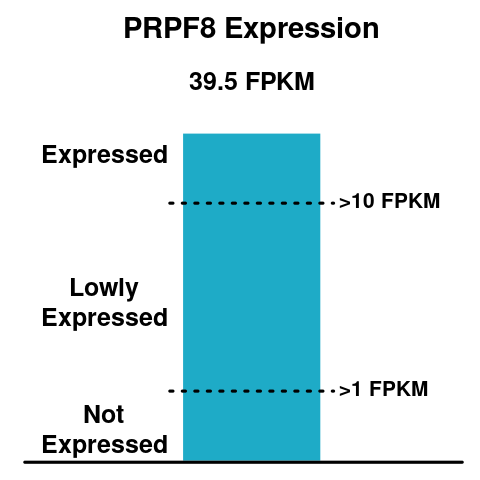 PRPF8 Expression
39.5 FPKM
Expressed
>10 FPKM
Lowly
Expressed
>1 FPKM
Not
Expressed